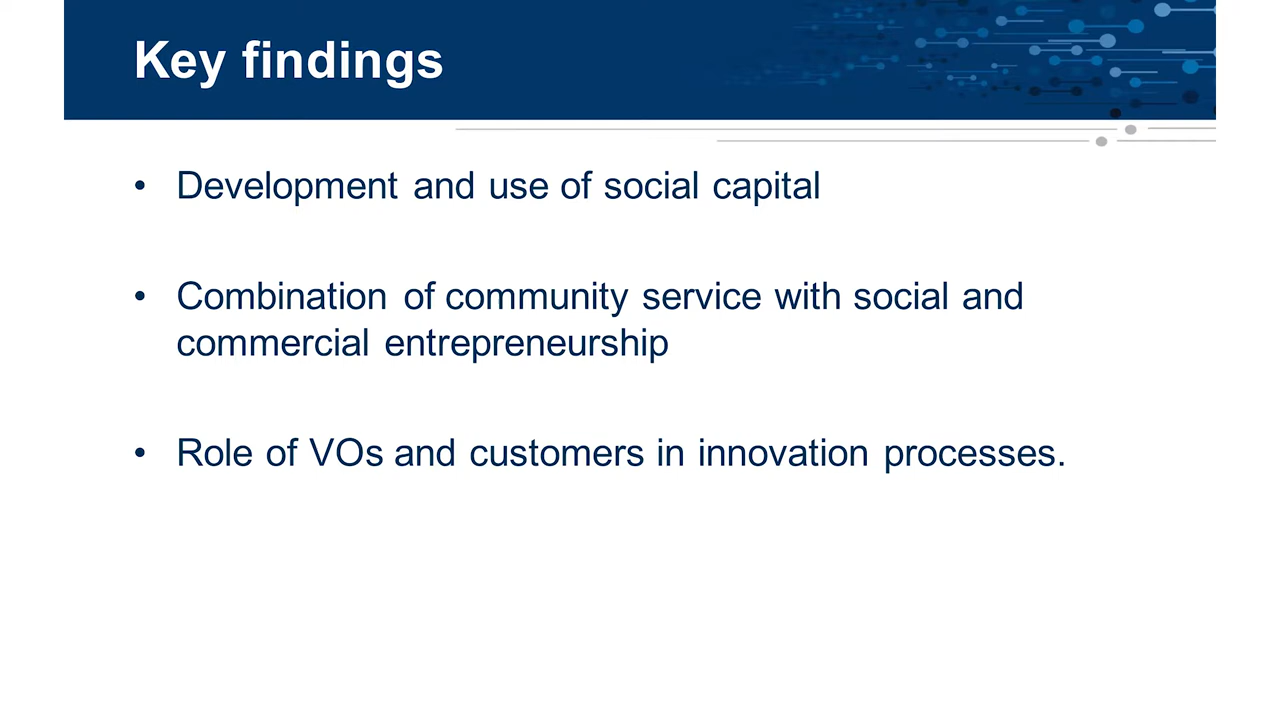 Key findings
• Development and use of social capital
• Combination of community service with social and
commercial entrepreneurship
• Role of VOs and customers in innovation processes.